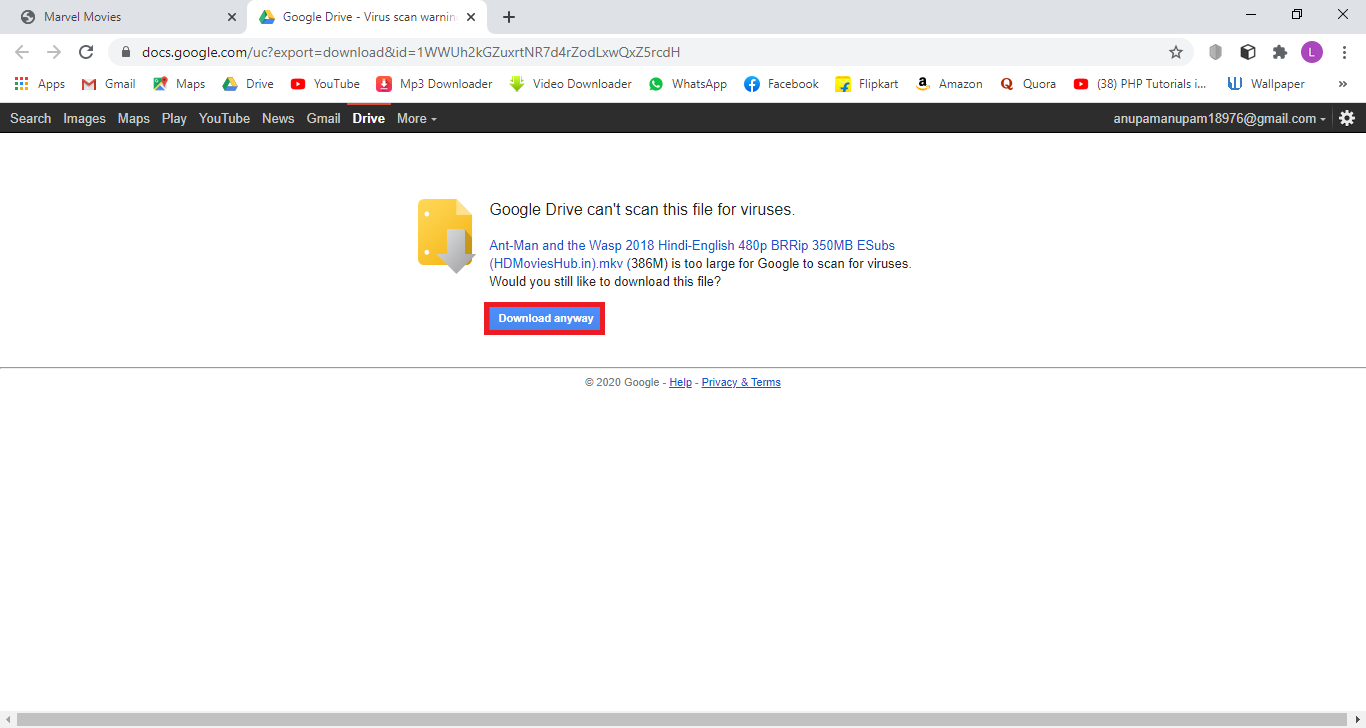 Marvel Movies
Google Drive - Virus scan warnin
docs.google.com/uc?export=download&id=1WWUh2kGZuxrtNR7d4rZodLxwQxZ5rcdH
L
Apps Gmail Maps Drive YouTube Mp3 Downloader Video Downloader WhatsApp Facebook Flipkart Amazon Quora (38) PHP Tutorials i... Wallpaper »
Search Images Maps Play YouTube News Gmail Drive More anupamanupam18976@gmail.com
Google Drive can't scan this file for viruses.
Ant-Man and the Wasp 2018 Hindi-English 480p BRRip 350MB ESubs
(HDMoviesHub.in).mkv (386M) is too large for Google to scan for viruses.
Would you still like to download this file?
Download anyway
© 2020 Google - Help - Privacy & Terms